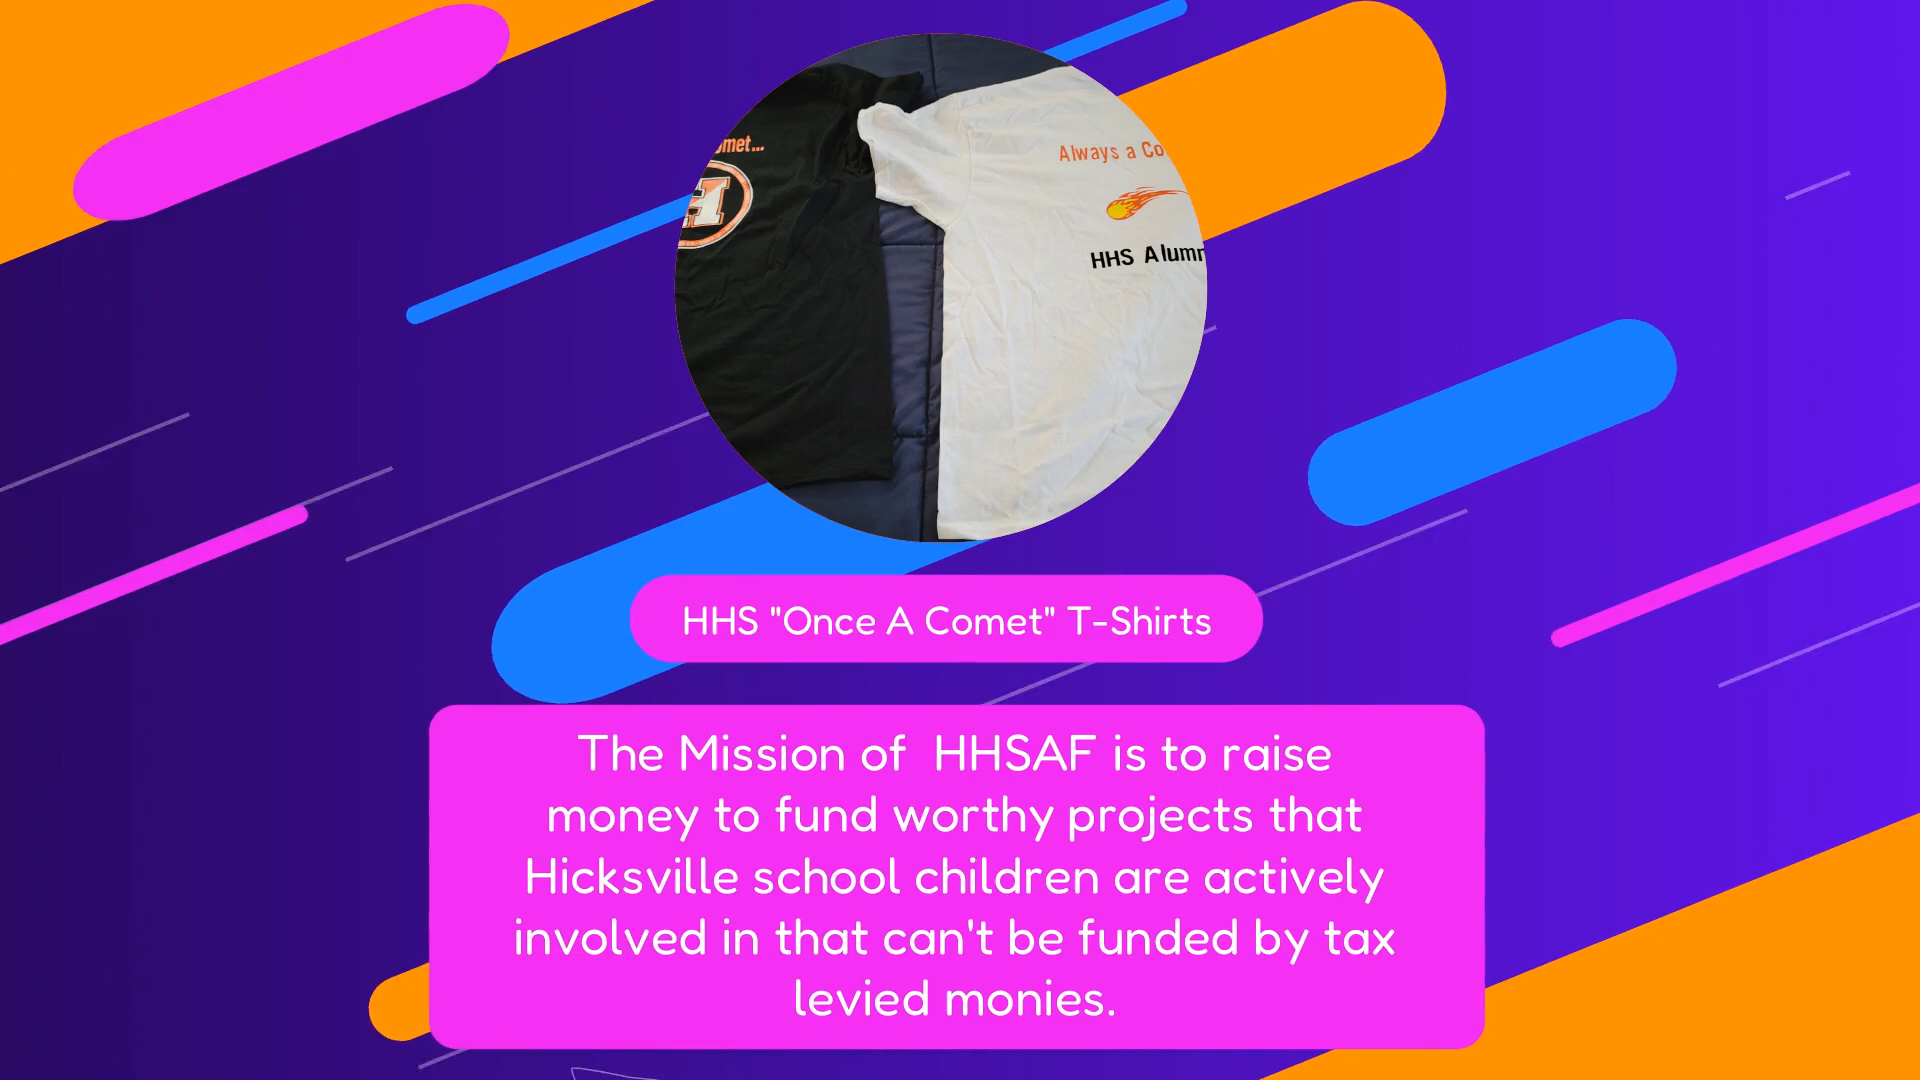 met...
H
Always a Co
HHS Alumn
HHS "Once A Comet" T-Shirts
The Mission of HHSAF is to raise
money to fund worthy projects that
Hicksville school children are actively
involved in that can't be funded by tax
levied monies.